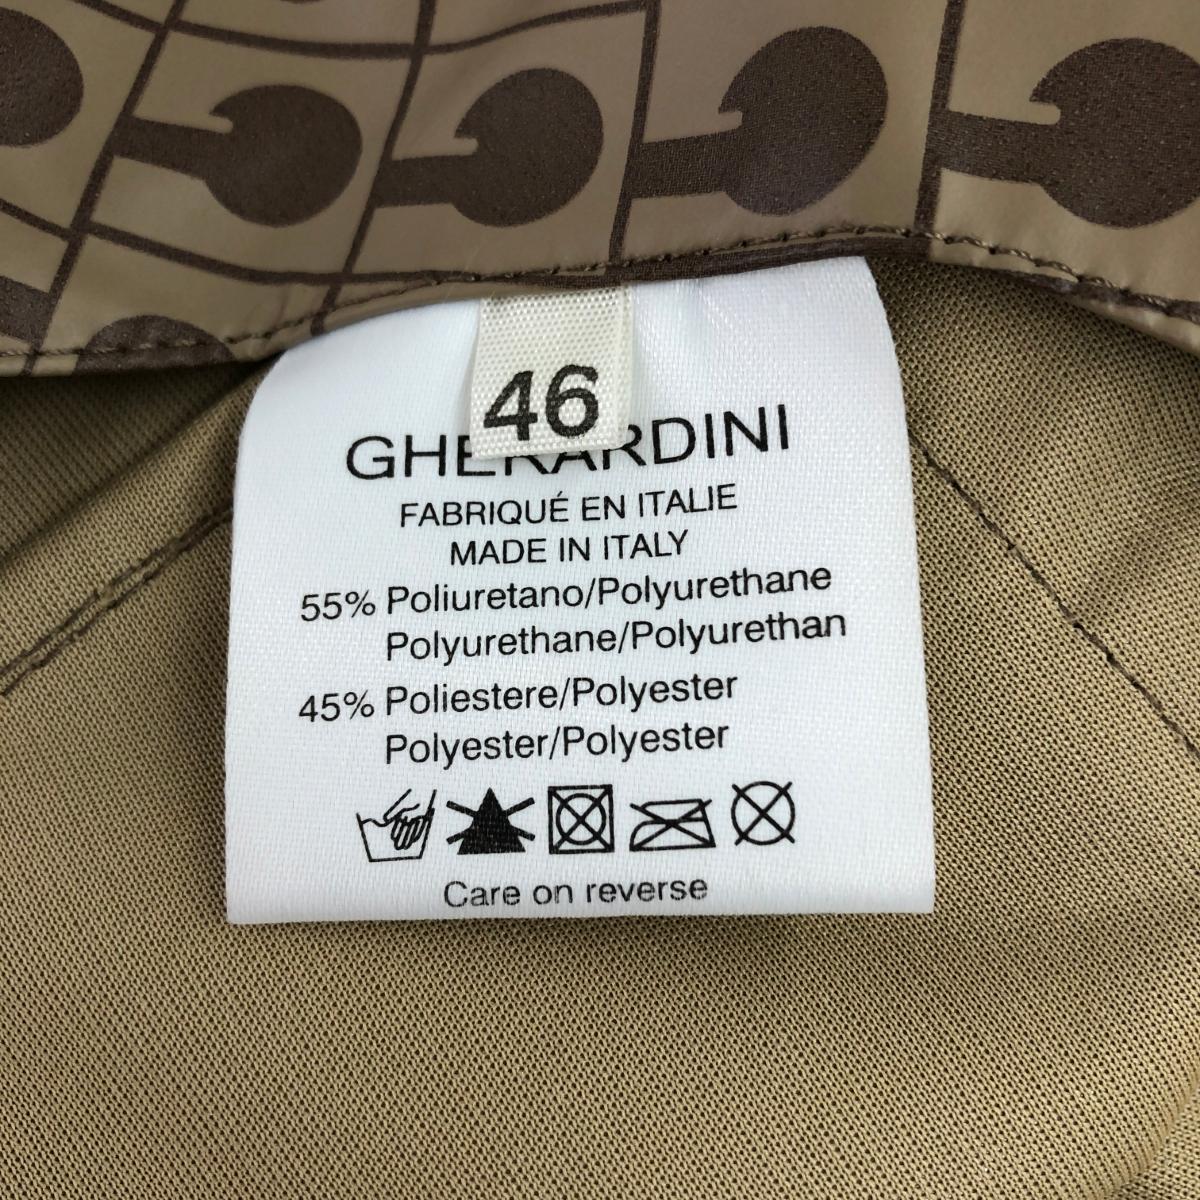 46
GHERARDINI
FABRIQUÉ EN ITALIE
MADE IN ITALY
55% Poliuretano/Polyurethane
Polyurethane/Polyurethan
45% Poliestere/Polyester
Polyester/Polyester
Care on reverse